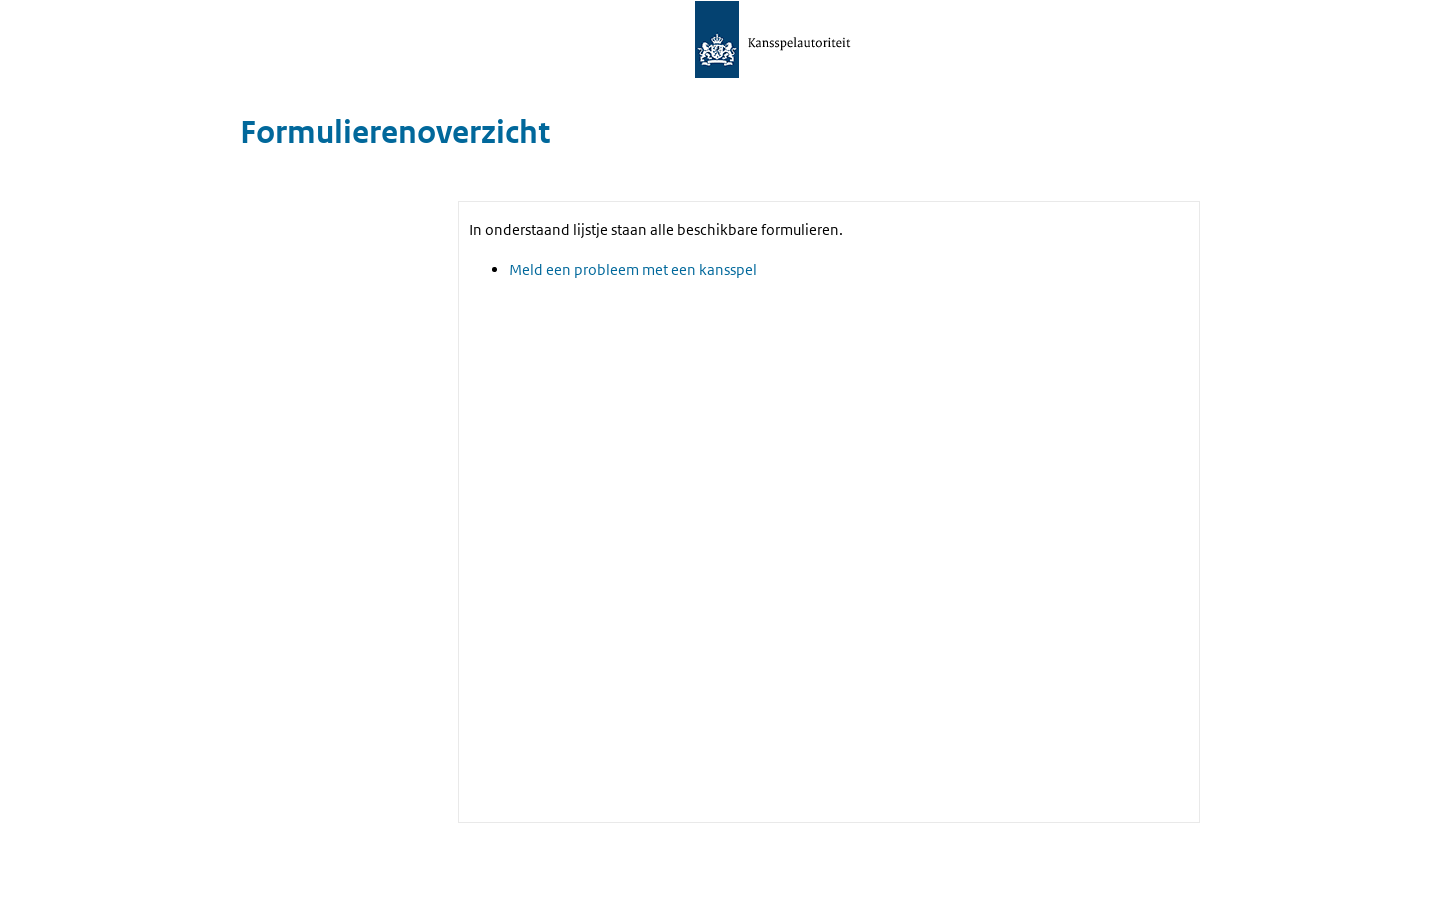 Kansspelautoriteit
Formulierenoverzicht
In onderstaand lijstje staan alle beschikbare formulieren.
Meld een probleem met een kansspel